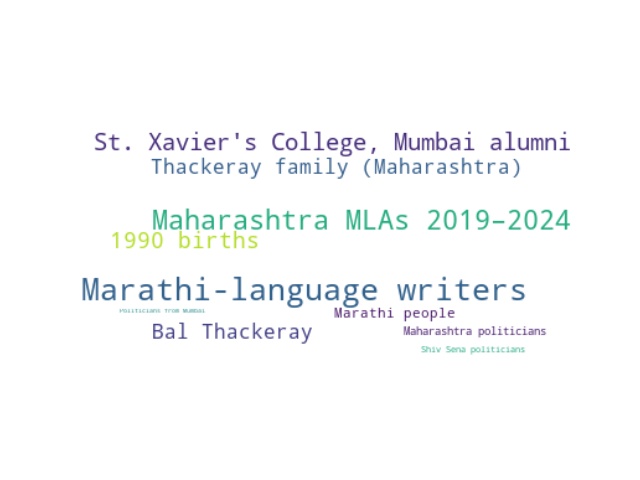 St. Xavier's College, Mumbai alumni
Thackeray family (Maharashtra)
Maharashtra MLAs 2019–2024
1990 births
Marathi-language writers
Politicians from Mumbai
Marathi people
Bal Thackeray
Maharashtra politicians
Shiv Sena politicians